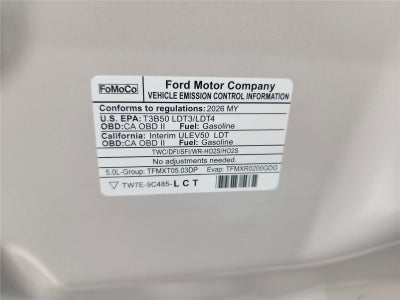 FoMoCo
Ford Motor Company
VEHICLE EMISSION CONTROL INFORMATION
Conforms to regulations: 2026 MY
U.S. EPA: T3B50 LDT3/LDT4
OBD: CA OBD II Fuel: Gasoline
California: Interim ULEV50 LDT
OBD: CA OBD II Fuel: Gasoline
TWC/DFI/SFI/WR-HO2S/HO2S
No adjustments needed.
5.0L-Group: TFMXT05.03DP Evap: TFMXR0200GDG
TW7E-9C485-LCT